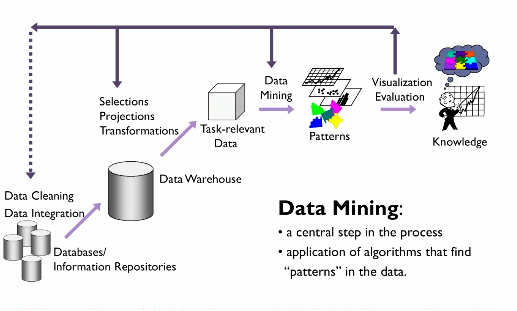 Data Cleaning
Data Integration
Databases/
Information Repositories
Data Warehouse
Selections
Projections
Transformations
Task-relevant
Data
Data
Mining
Patterns
Visualization
Evaluation
Knowledge
Data Mining:
• a central step in the process
• application of algorithms that find
"patterns" in the data.